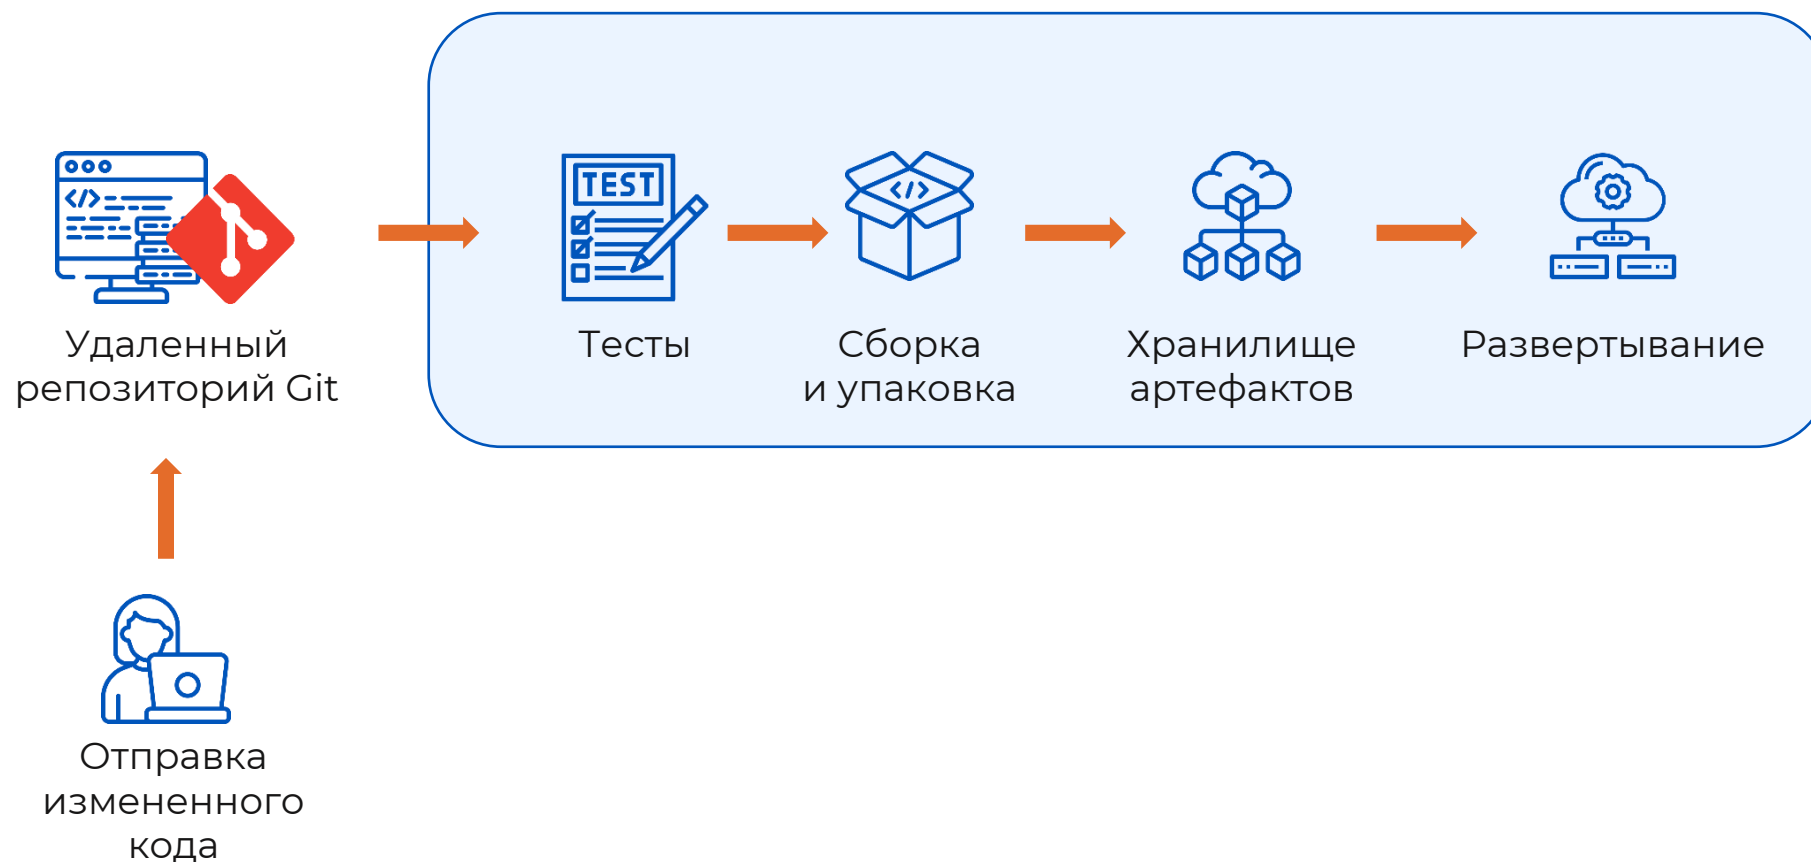 </>
TEST
</>
Удаленный
репозиторий Git
Тесты
Сборка
и упаковка
Хранилище
артефактов
Развертывание
Отправка
измененного
кода